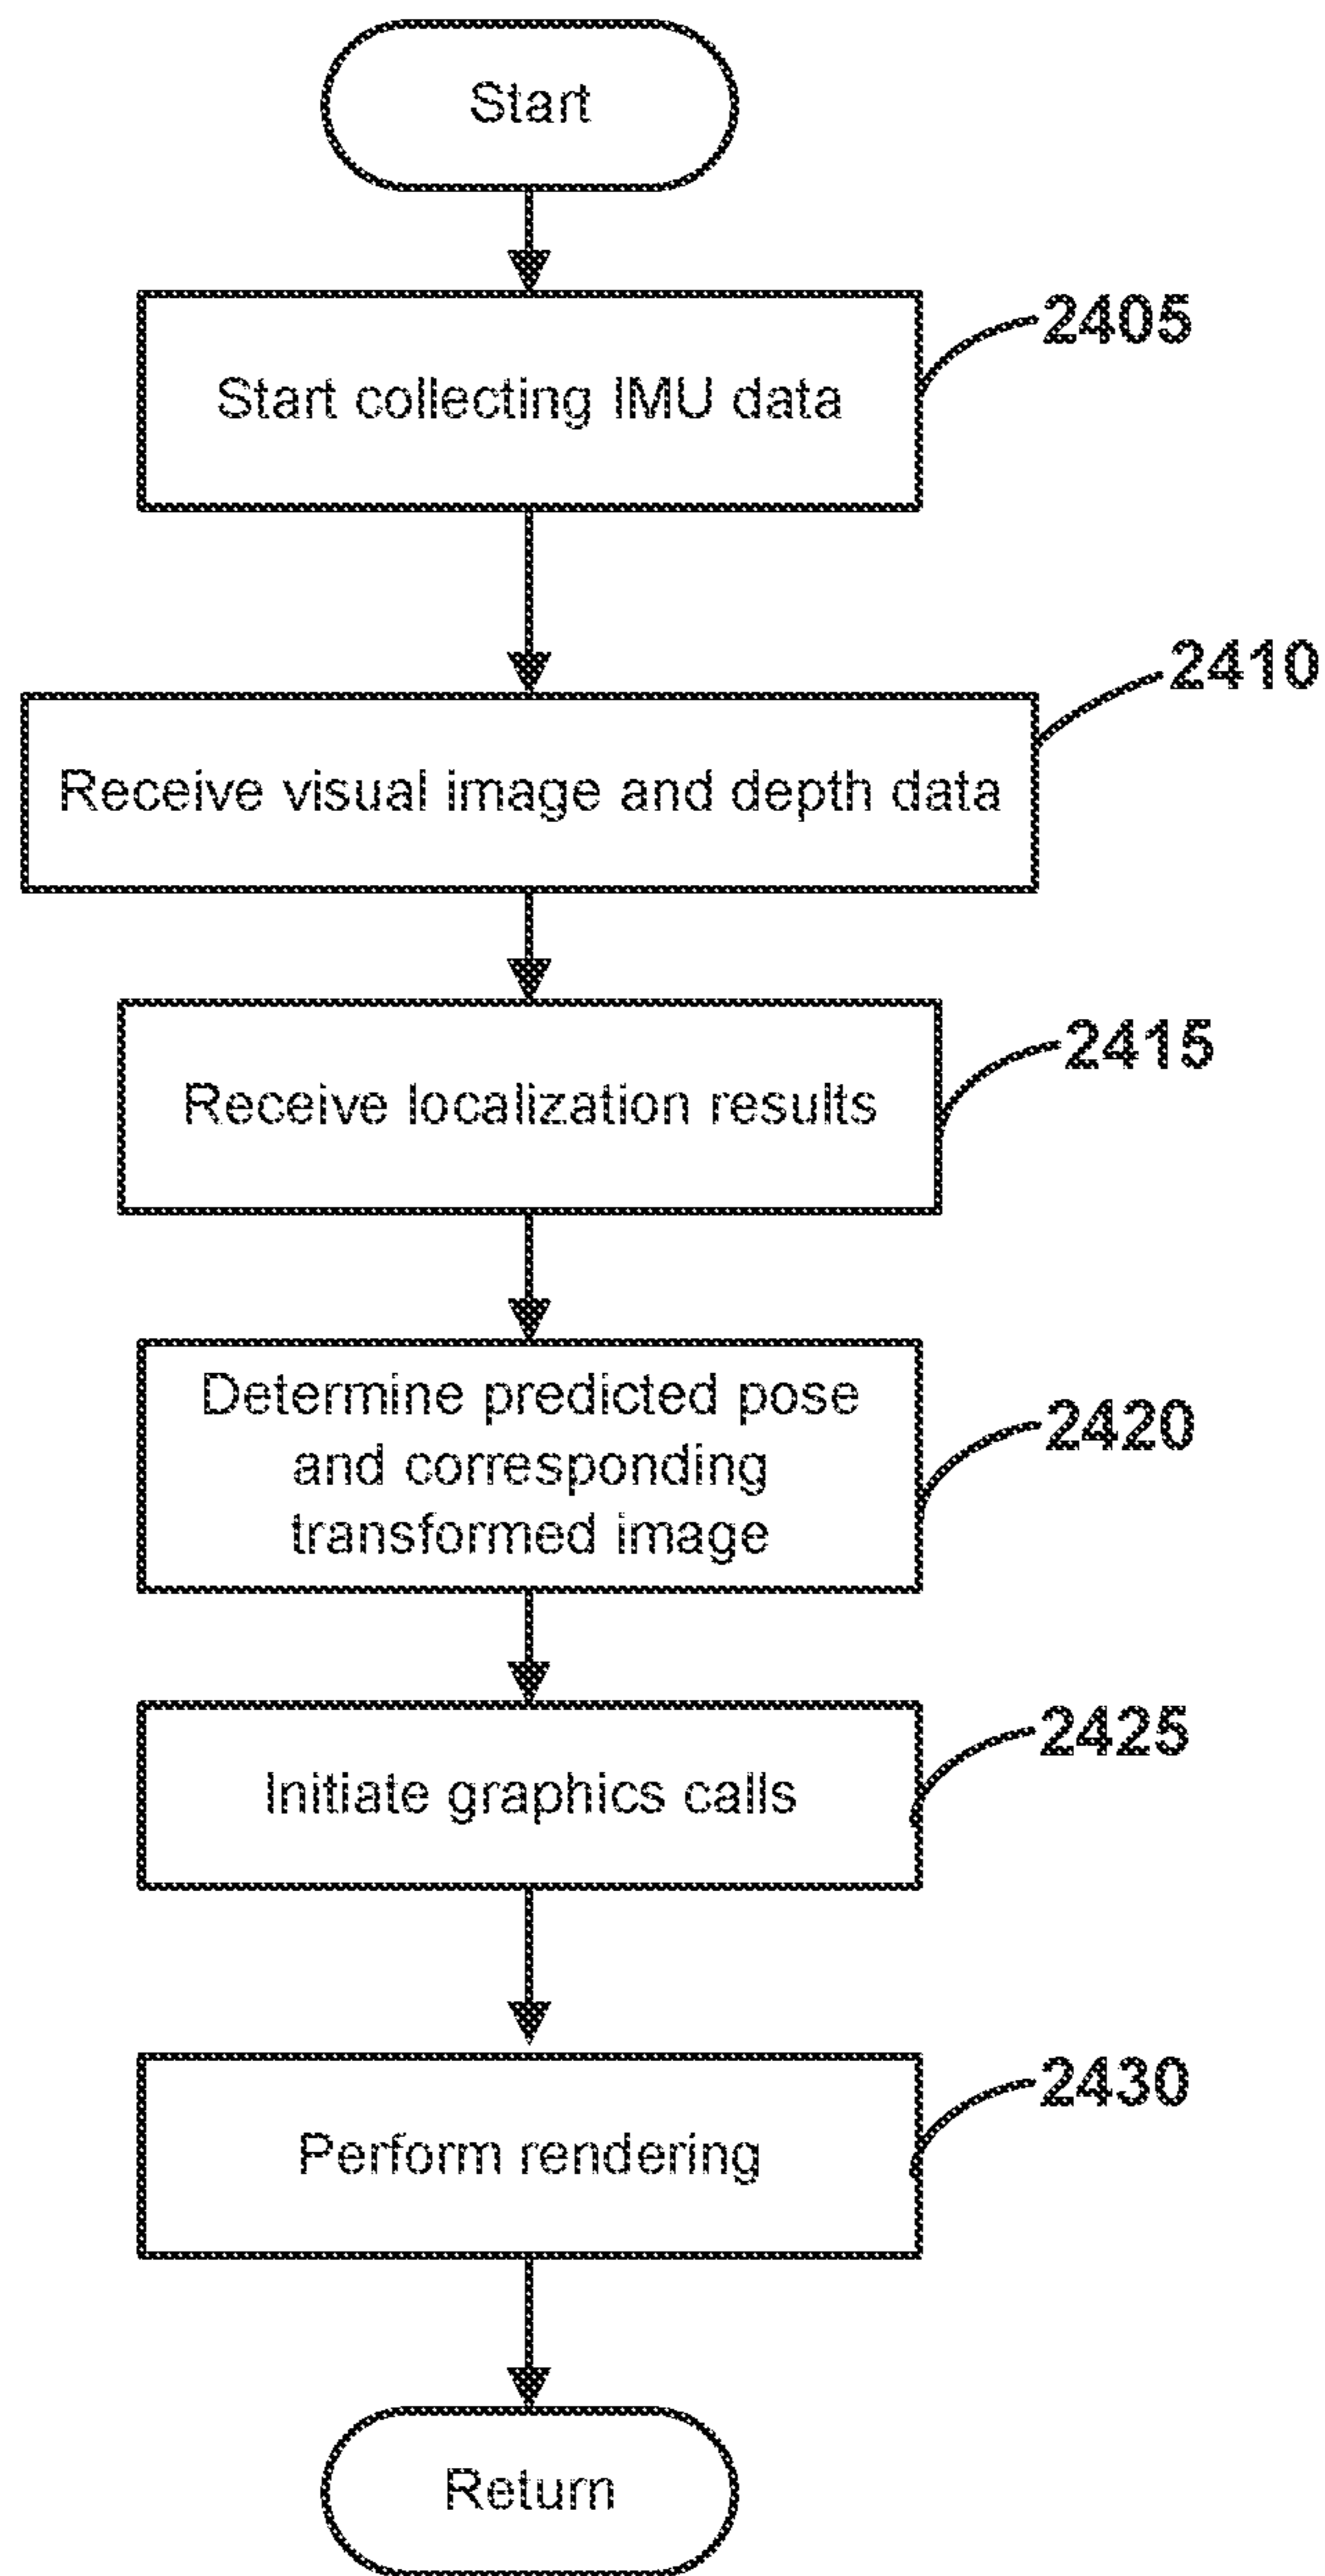 Start
Start collecting IMU data
2405
2410
Receive visual image and depth data
2415
Receive localization results
Determine predicted pose
and corresponding
transformed image
2420
2425
Initiate graphics calls
2430
Perform rendering
Return